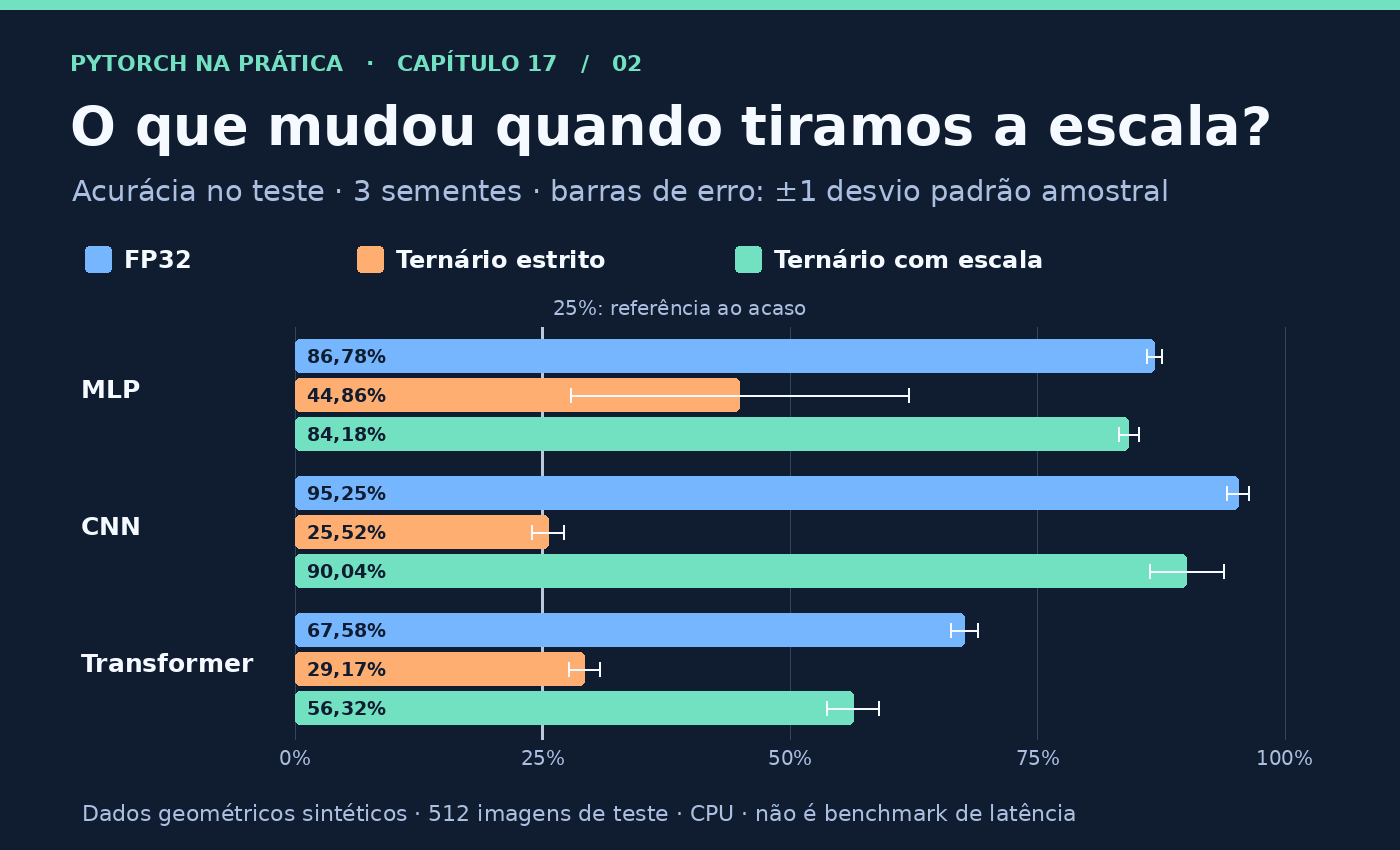 PYTORCH NA PRÁTICA · CAPÍTULO 17 / 02
O que mudou quando tiramos a escala?
Acurácia no teste · 3 sementes · barras de erro: ±1 desvio padrão amostral
FP32 Ternário estrito Ternário com escala
25%: referência ao acaso
86,78%
MLP
44,86%
84,18%
95,25%
CNN
25,52%
90,04%
67,58%
Transformer
29,17%
56,32%
0% 25% 50% 75% 100%
Dados geométricos sintéticos · 512 imagens de teste · CPU · não é benchmark de latência